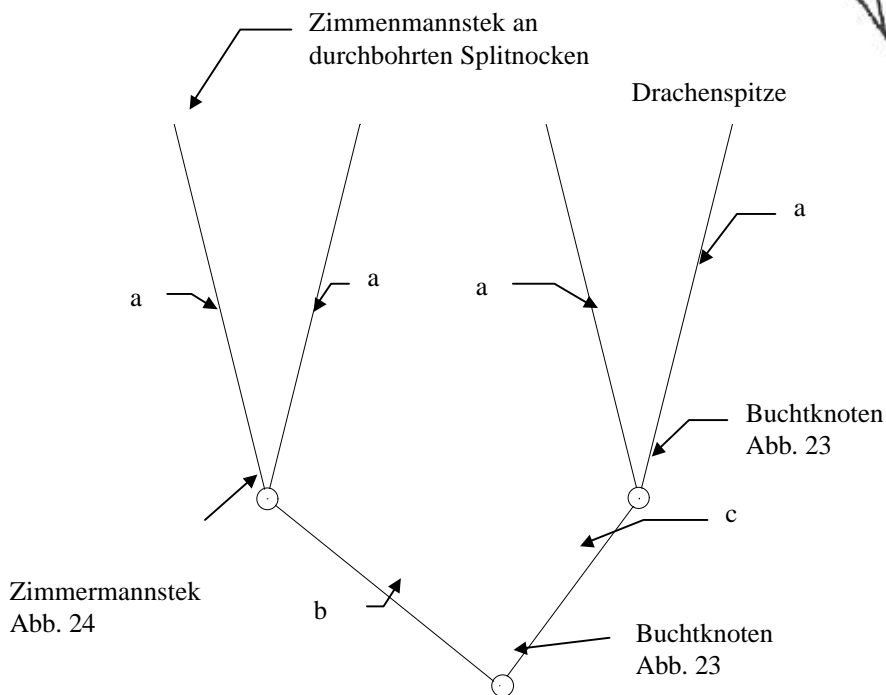 Zimmenmannstek an
durchbohrten Splitnocken
Drachenspitze
a
a
a
a
Buchtknoten
Abb. 23
c
Zimmermannstek
Abb. 24
b
Buchtknoten
Abb. 23